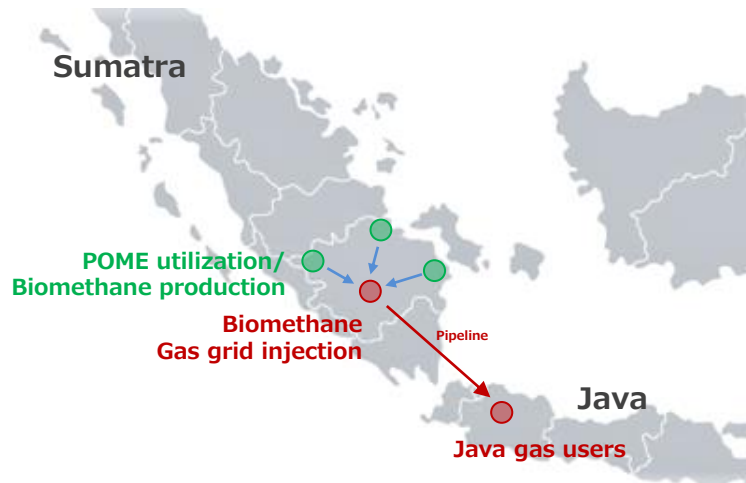 Sumatra
POME utilization/
Biomethane production
Biomethane
Gas grid injection
Pipeline
Java
Java gas users